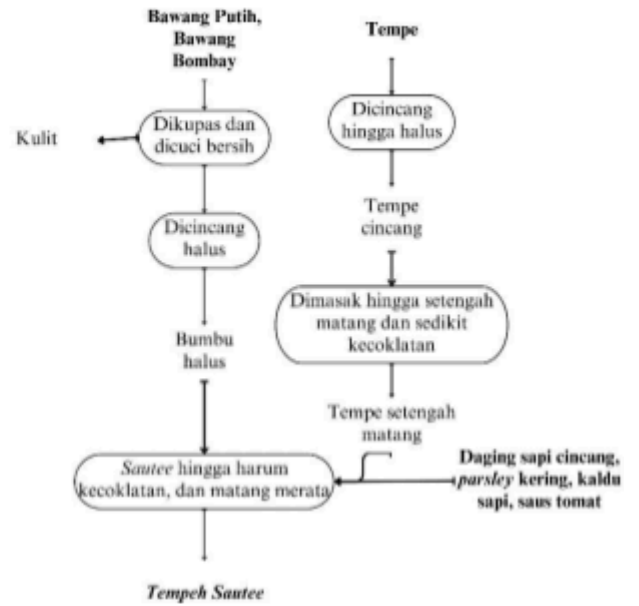 Bawang Putih,
Bawang
Bombay
Tempe
Kulit
Dikupas dan
dicuci bersih
Dicincang
hingga halus
Dicincang
halus
Tempe
cincang
Dimasak hingga setengah
matang dan sedikit
kecoklatan
Bumbu
halus
Tempe setengah
matang
Sautee hingga harum
kecoklatan, dan matang merata
Daging sapi cincang,
parsley kering, kaldu
sapi, saus tomat
Tempeh Sautee